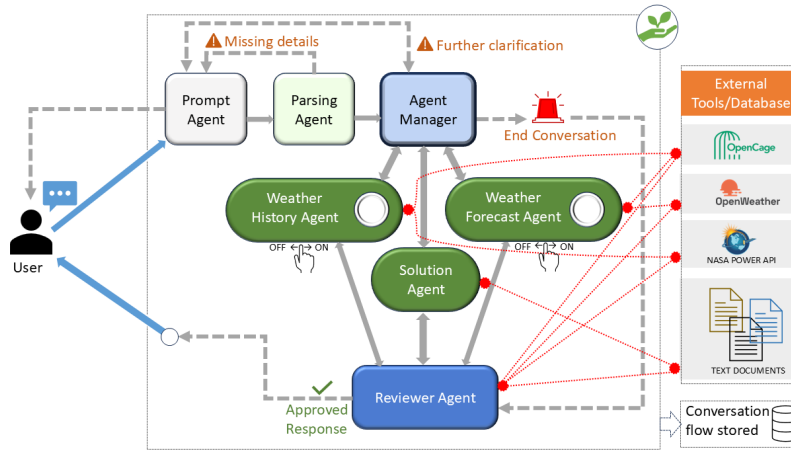 Missing details
Further clarification
Prompt
Agent
Parsing
Agent
Agent
Manager
End Conversation
External
Tools/Database
OpenCage
OpenWeather
NASA POWER API
TEXT DOCUMENTS
User
Weather
History Agent
OFF
ON
Weather
Forecast Agent
OFF
ON
Solution
Agent
Reviewer Agent
Approved
Response
Conversation
flow stored